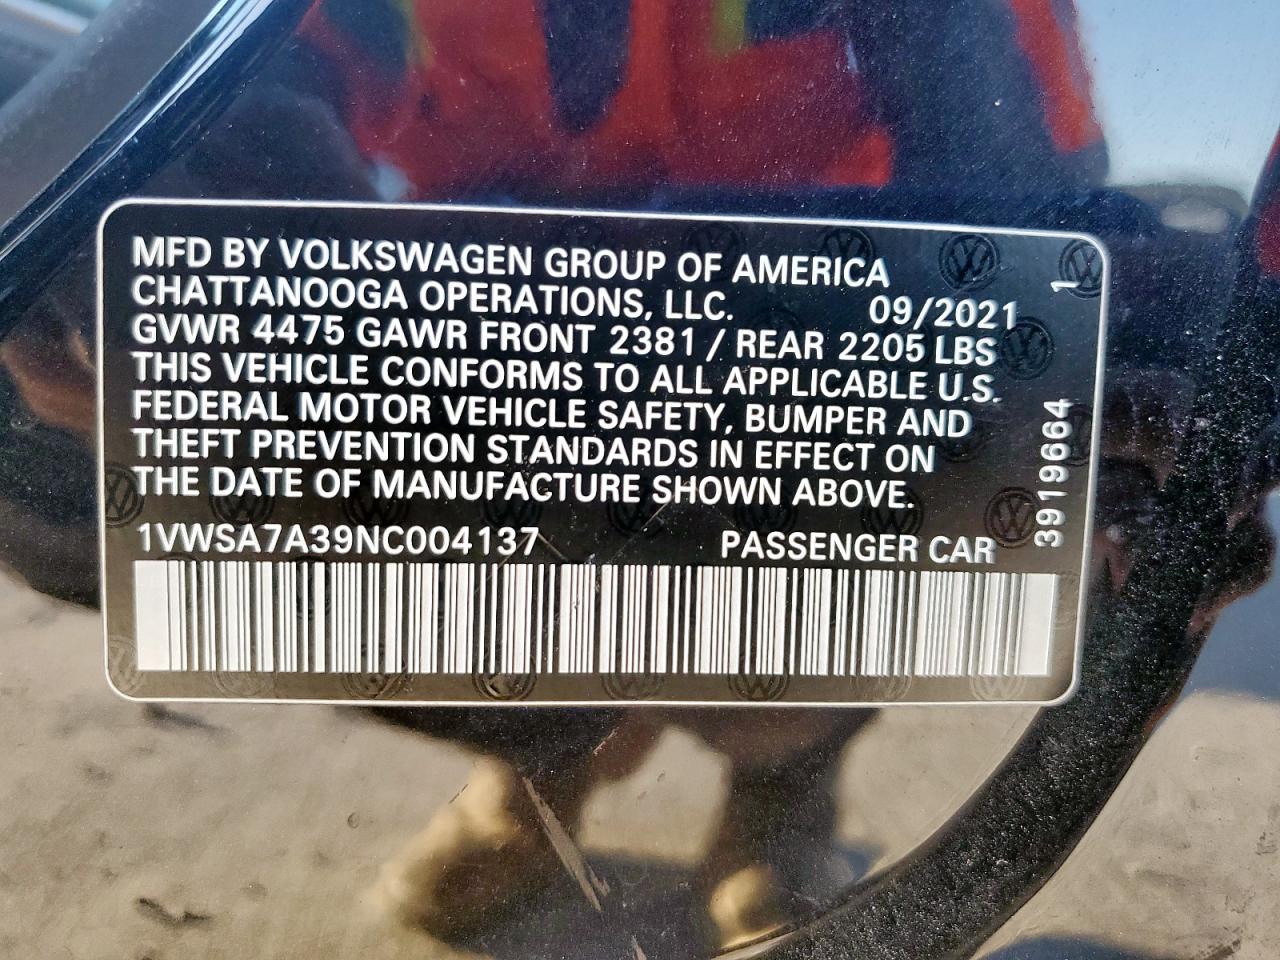 MFD BY VOLKSWAGEN GROUP OF AMERICA
CHATTANOOGA OPERATIONS, LLC. 09/2021
GVWR 4475 GAWR FRONT 2381 / REAR 2205 LBS
THIS VEHICLE CONFORMS TO ALL APPLICABLE U.S.
FEDERAL MOTOR VEHICLE SAFETY, BUMPER AND
THEFT PREVENTION STANDARDS IN EFFECT ON
THE DATE OF MANUFACTURE SHOWN ABOVE.
1VWSA7A39NC004137 PASSENGER CAR
3919664 1